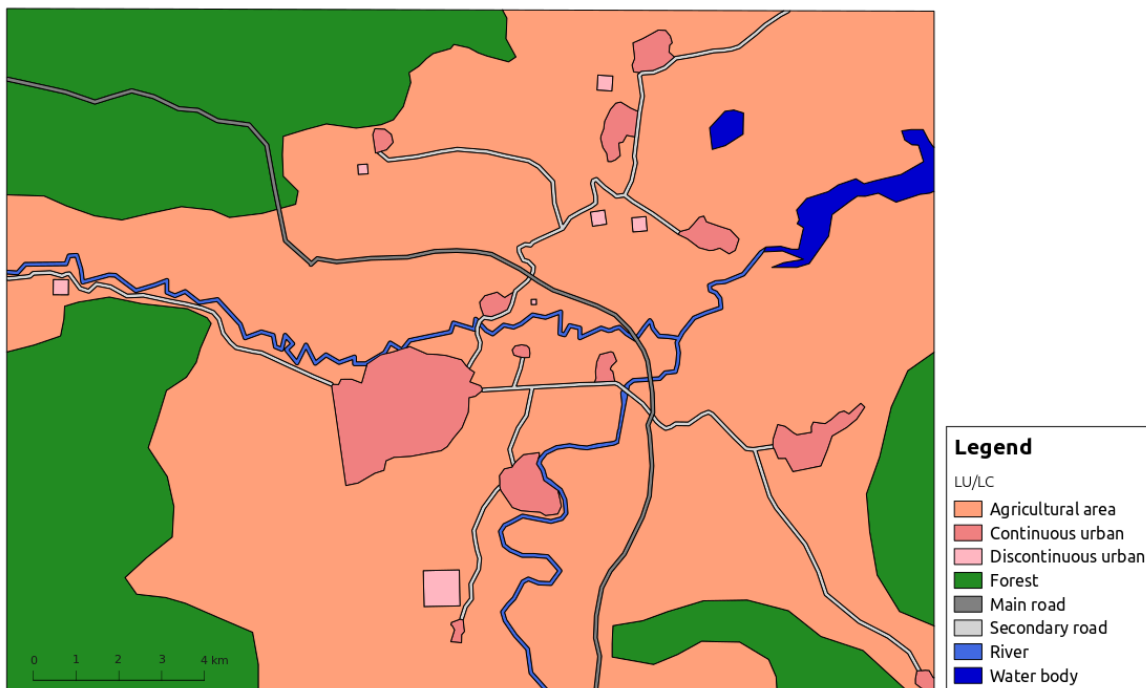 Legend
LU/LC
Agricultural area
Continuous urban
Discontinuous urban
Forest
Main road
Secondary road
River
Water body
0 1 2 3 4 km